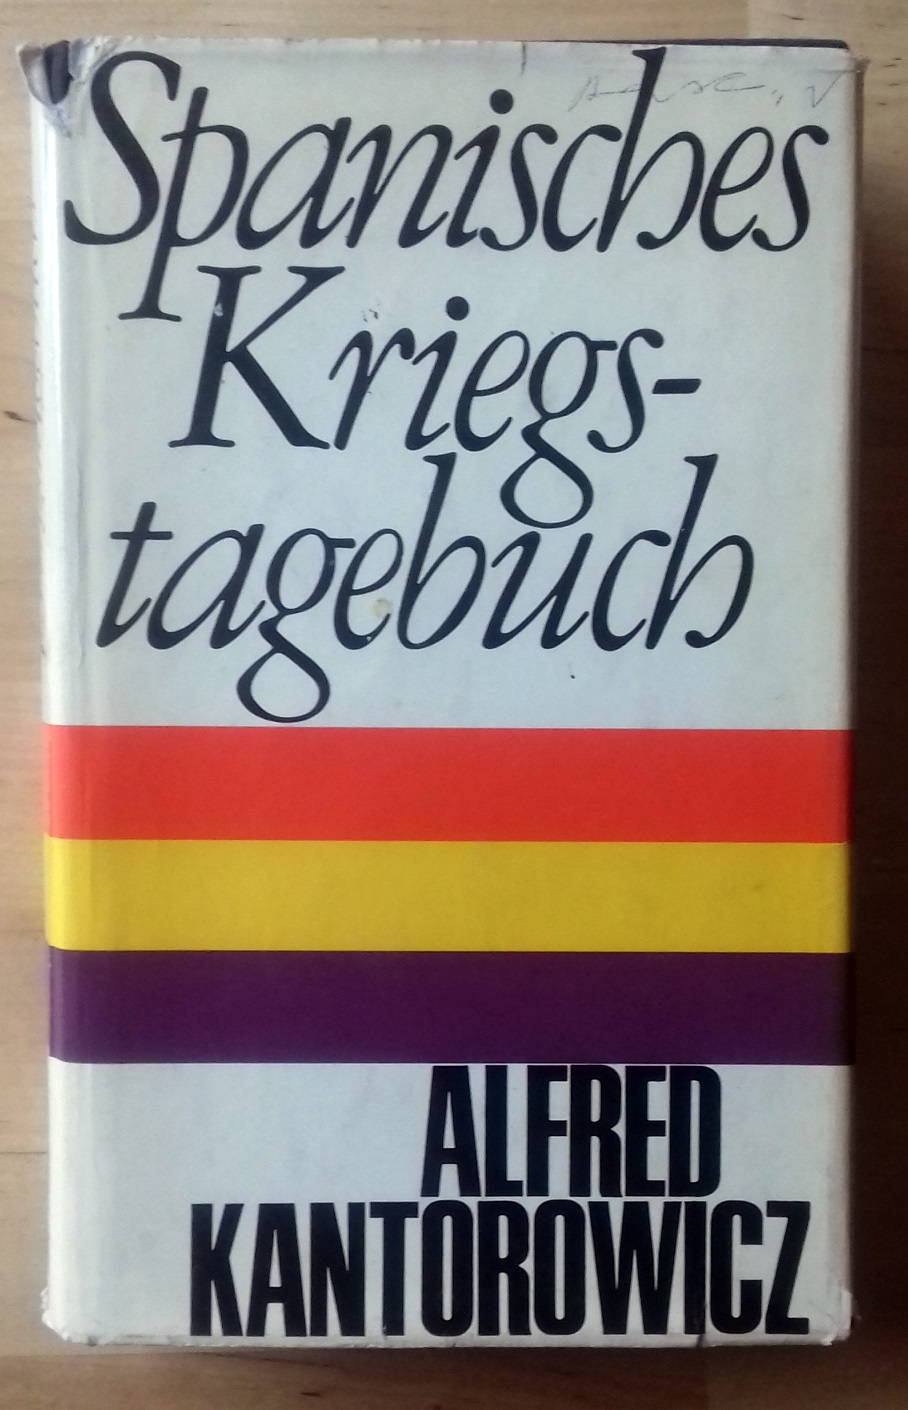 Spanisches
Kriegs-
tagebuch
ALFRED
KANTOROWICZ